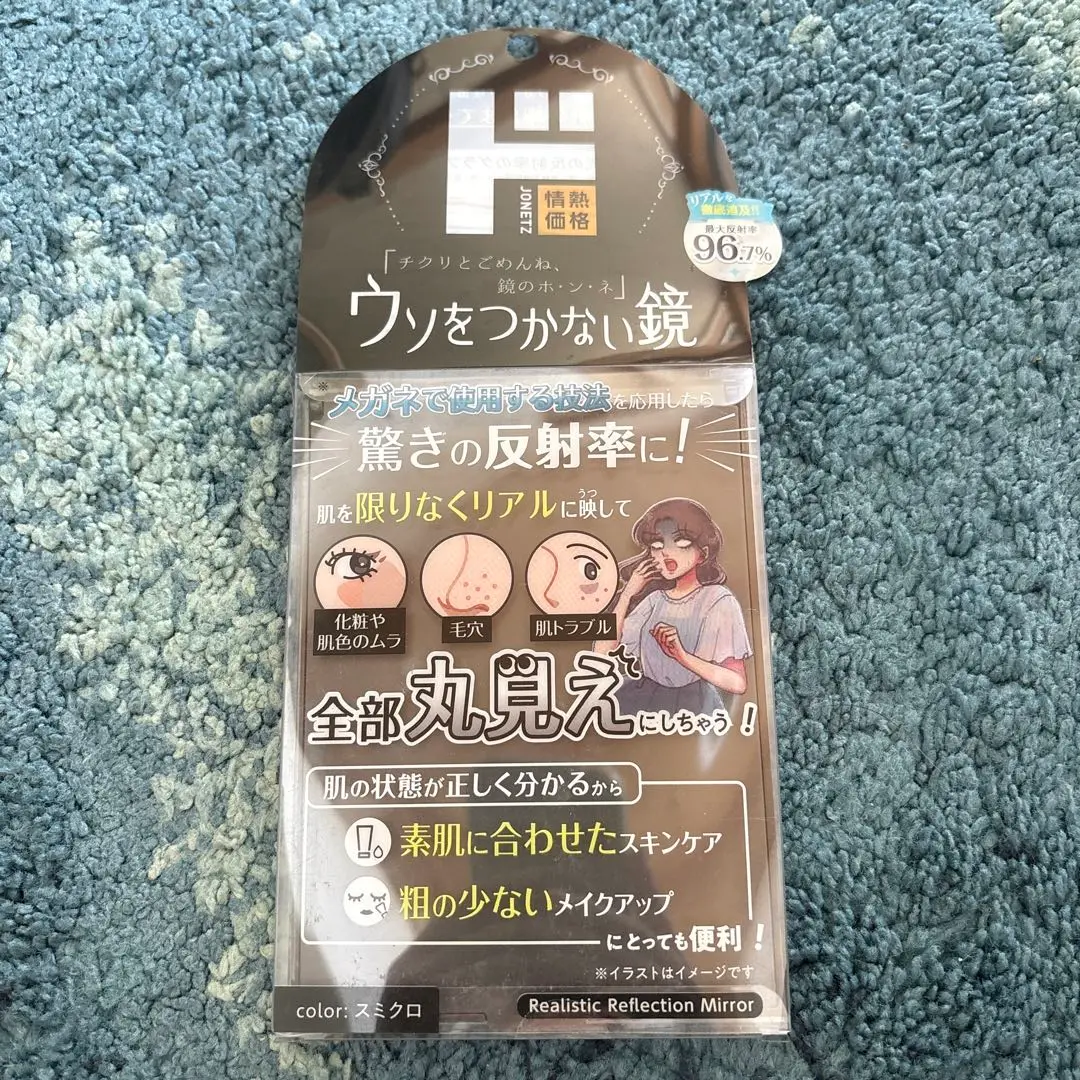 ド
JONETZ
情熱
価格
リアルを
徹底追及!!
最大反射率
96.7%
「チクリとごめんね、
鏡のホ・ン・ネ」
ウソをつかない鏡
※メガネで使用する技法を応用したら
驚きの反射率に!
肌を限りなくリアルに映して
うつ
化粧や
肌色のムラ
毛穴
肌トラブル
全部丸見えにしちゃう!
肌の状態が正しく分かるから
素肌に合わせたスキンケア
粗の少ないメイクアップ
にとっても便利!
※イラストはイメージです
color: スミクロ
Realistic Reflection Mirror